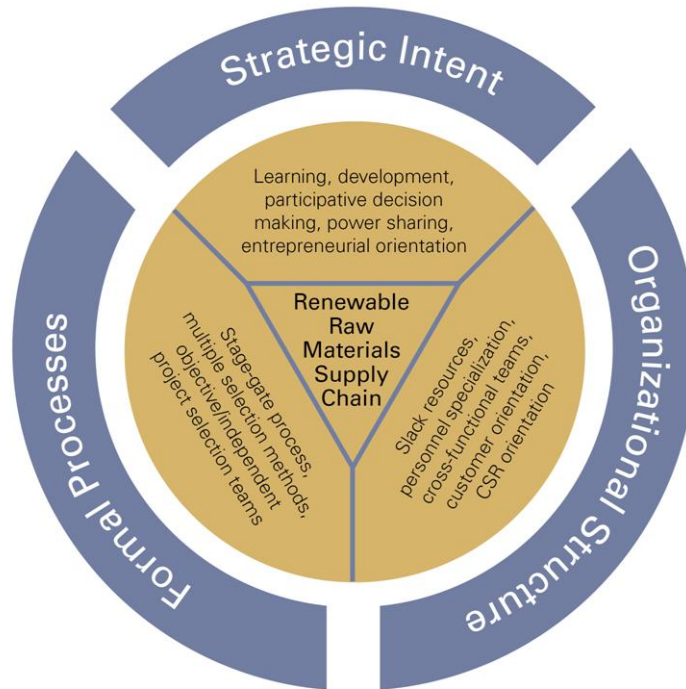 Strategic Intent
Learning, development,
participative decision
making, power sharing,
entrepreneurial orientation
Renewable
Raw
Materials
Supply
Chain
Formal Processes
Stage-gate process,
multiple selection methods,
objective/independent
project selection teams
Organizational Structure
Slack resources,
personnel specialization,
cross-functional teams,
customer orientation,
CSR orientation